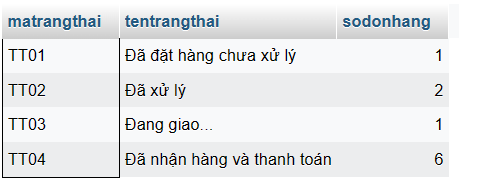 matrangthai tentrangthai sodonhang
TT01 Đã đặt hàng chưa xử lý 1
TT02 Đã xử lý 2
TT03 Đang giao... 1
TT04 Đã nhận hàng và thanh toán 6